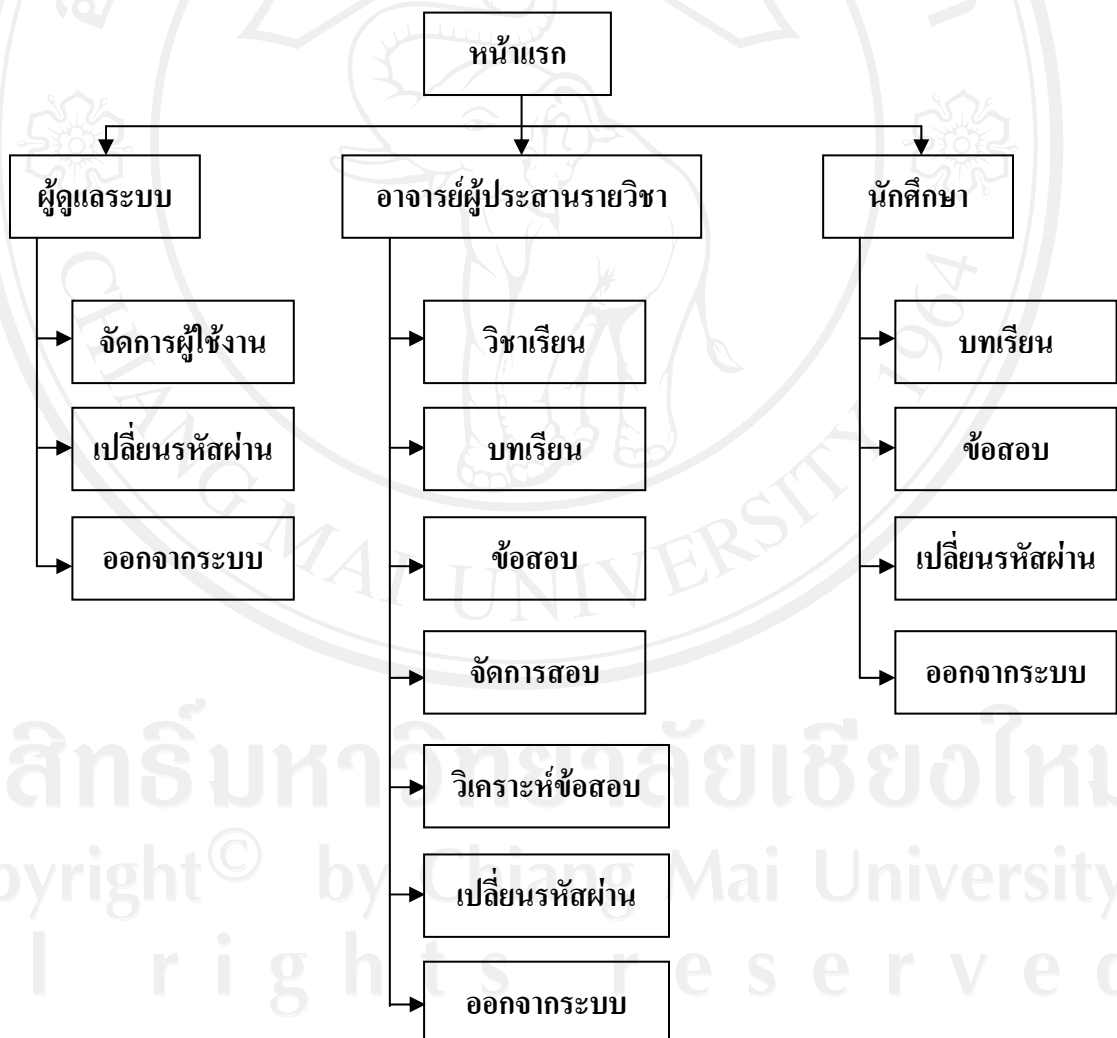 หน้าแรก
ผู้ดูแลระบบ
อาจารย์ผู้ประสานรายวิชา
นักศึกษา
จัดการผู้ใช้งาน
เปลี่ยนรหัสผ่าน
ออกจากระบบ
วิชาเรียน
บทเรียน
ข้อสอบ
จัดการสอบ
วิเคราะห์ข้อสอบ
เปลี่ยนรหัสผ่าน
ออกจากระบบ
บทเรียน
ข้อสอบ
เปลี่ยนรหัสผ่าน
ออกจากระบบ
CHIANG MAI UNIVERSITY 1964
สิทธิ์มหาวิทยาลัยเชียงใหม
opyright© by Chiang Mai University
l rights reserved